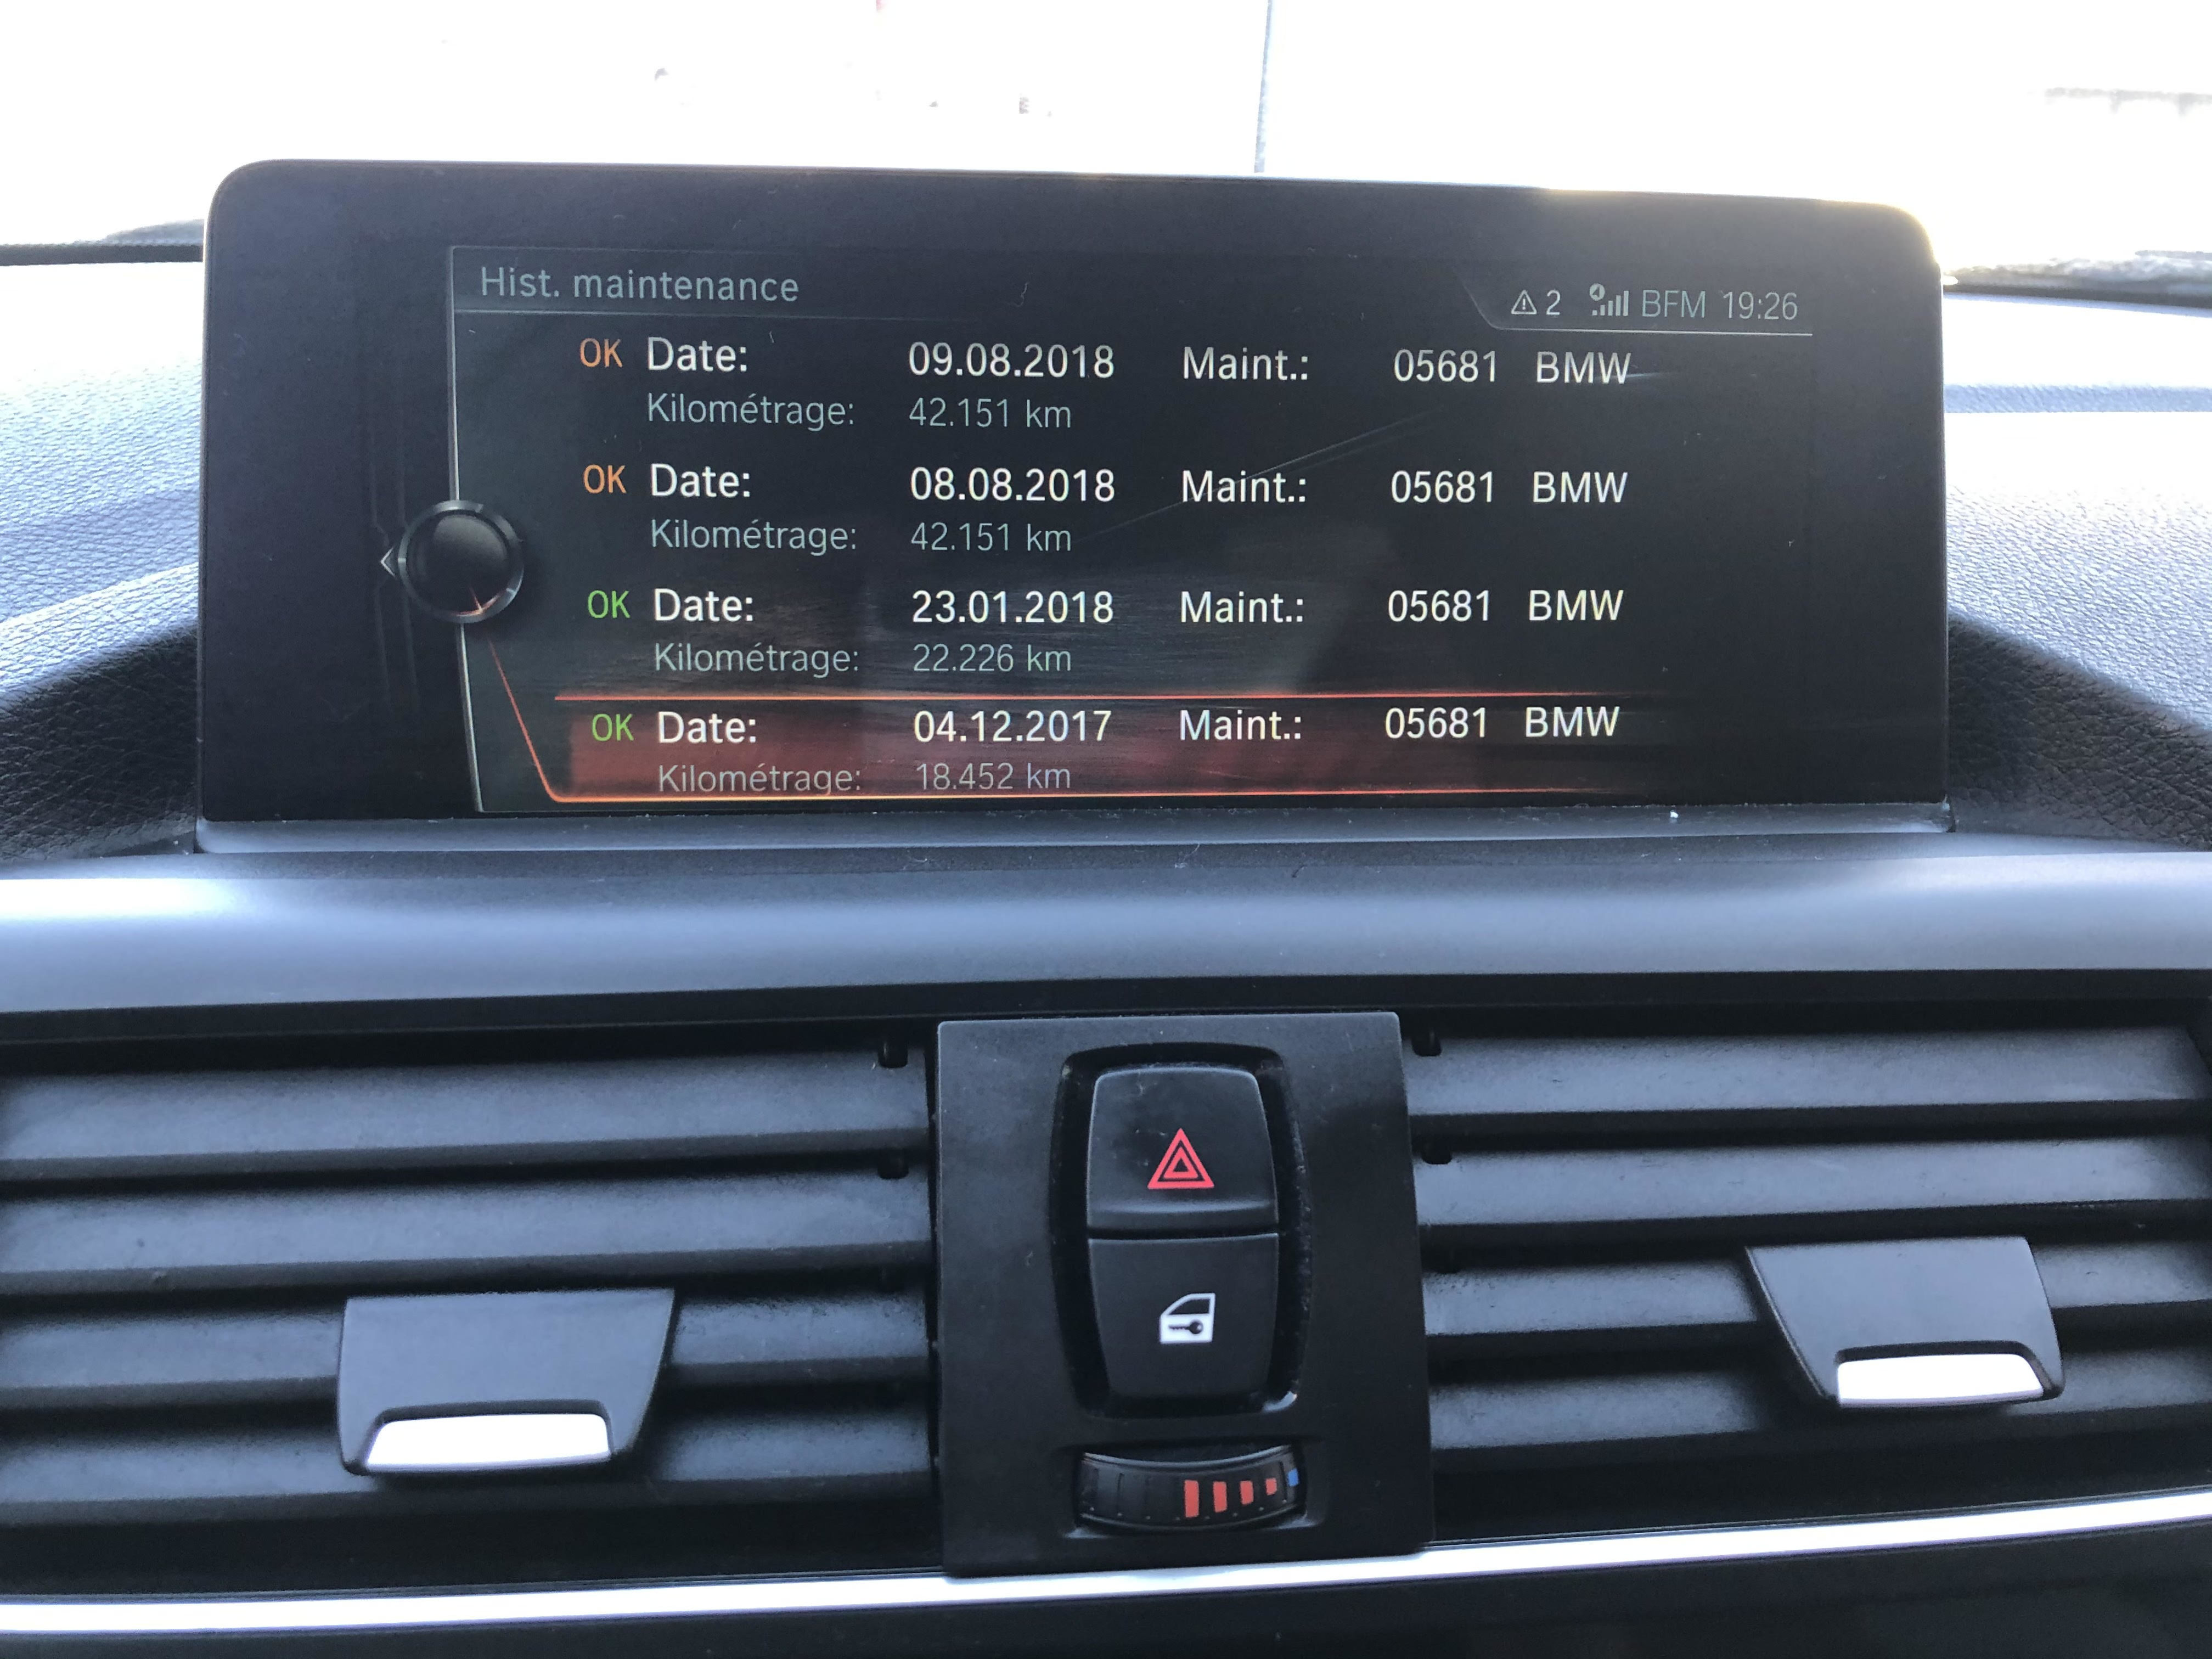 Hist. maintenance
2 BFM 19:26
OK Date: 09.08.2018 Maint.: 05681 BMW
Kilométrage: 42.151 km
OK Date: 08.08.2018 Maint.: 05681 BMW
Kilométrage: 42.151 km
OK Date: 23.01.2018 Maint.: 05681 BMW
Kilométrage: 22.226 km
OK Date: 04.12.2017 Maint.: 05681 BMW
Kilométrage: 18.452 km